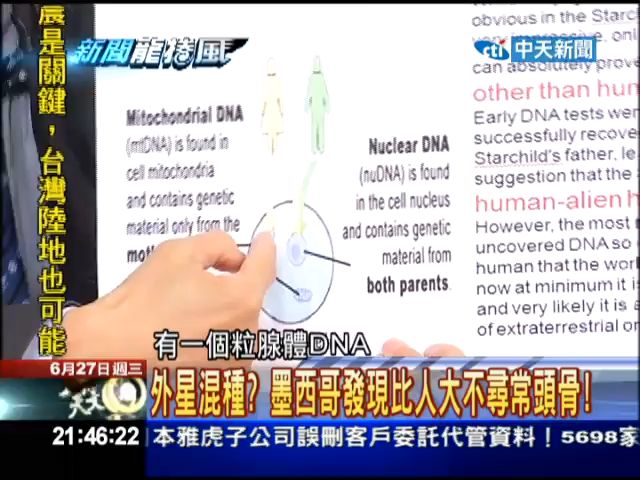 震是關鍵，台灣陸地也可能
新聞龍捲風
cti 中天新聞
Mitochondrial DNA
(mtDNA) is found in
cell mitochondria
and contains genetic
material only from the
Nuclear DNA
(nuDNA) is found
in the cell nucleus
and contains genetic
material from
both parents.
obvious in the Starc
onl
can absolutely prove
other than hum
Early DNA tests wer
successfully recove
Starchild's father, le
suggestion that the
human-alien h
However, the most
uncovered DNA so
human that the wor
now at minimum it is
and very likely it is
of extraterrestrial or
有一個粒腺體DNA
6月27日週三
外星混種? 墨西哥發現比人大不尋常頭骨!
21:46:22
本雅虎子公司誤刪客戶委託代管資料！5698家